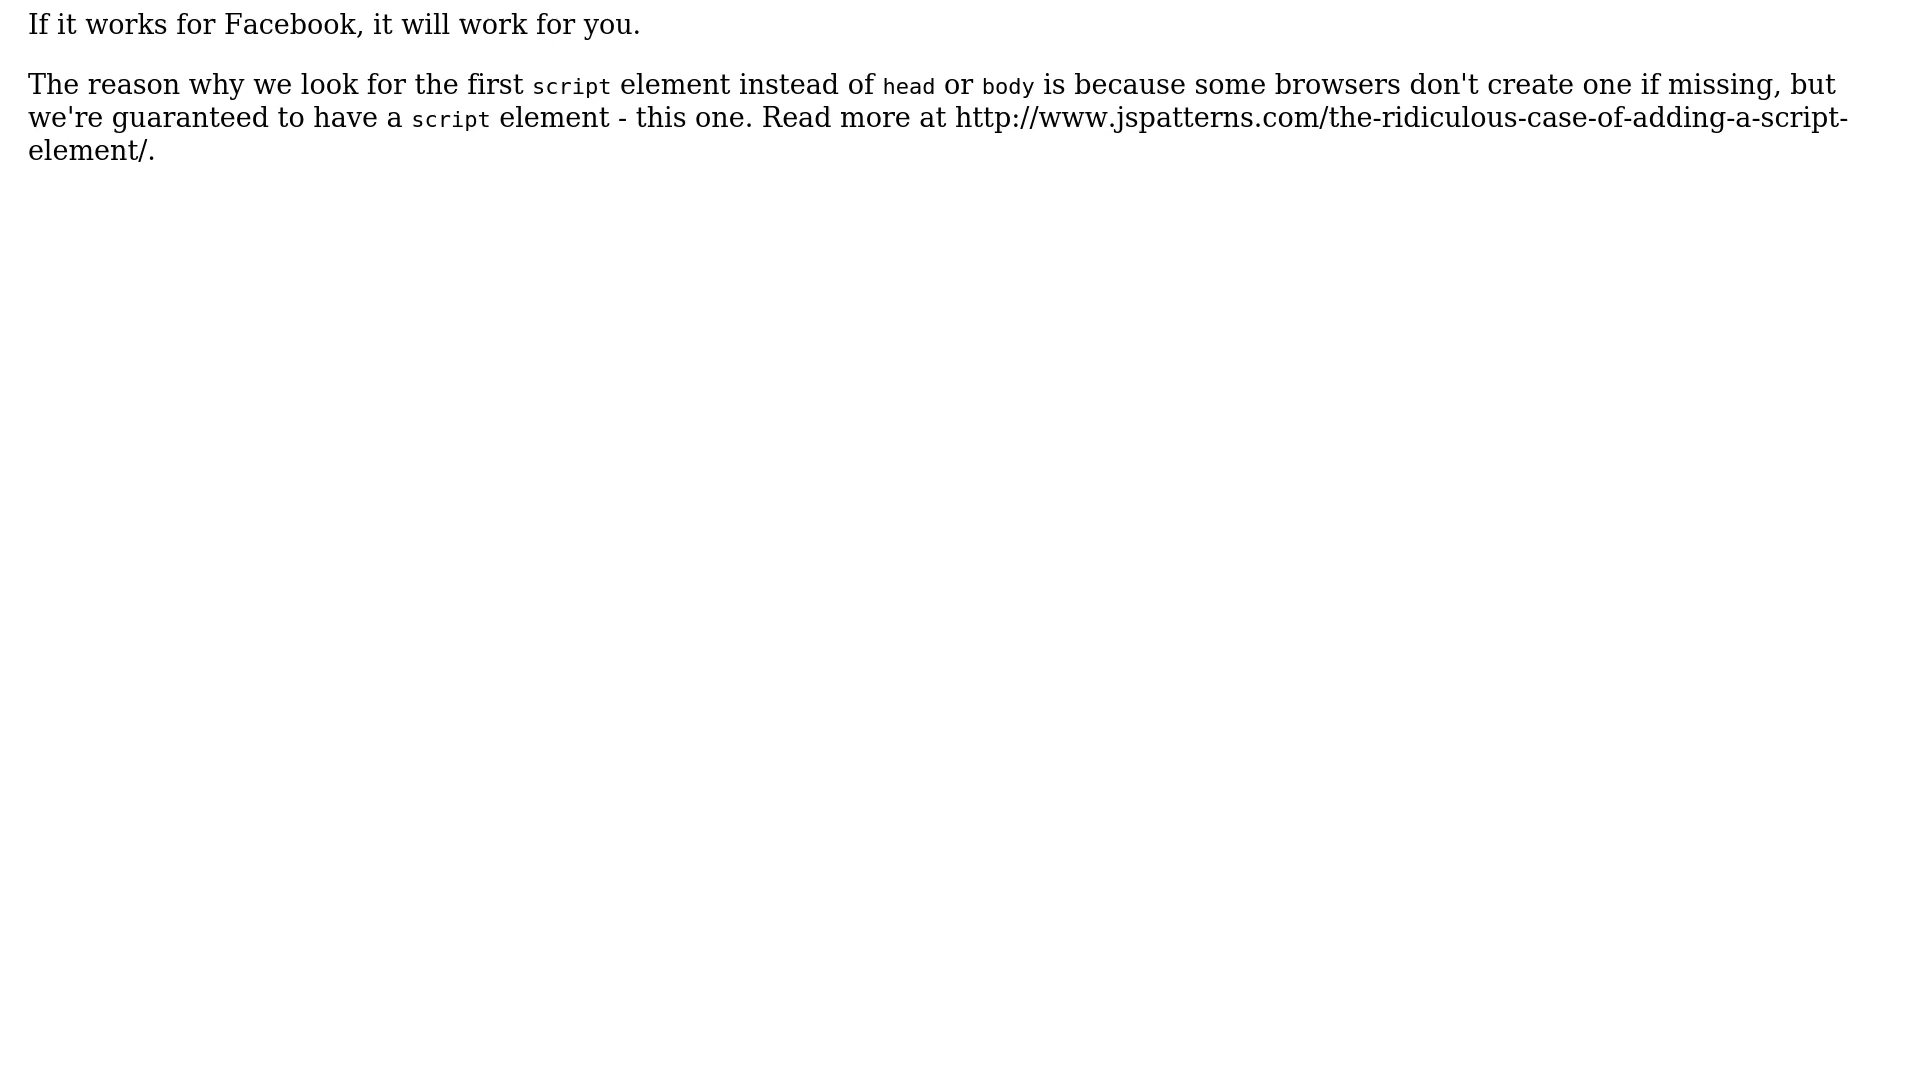 If it works for Facebook, it will work for you.
The reason why we look for the first script element instead of head or body is because some browsers don't create one if missing, but
we're guaranteed to have a script element - this one. Read more at http://www.jspatterns.com/the-ridiculous-case-of-adding-a-script-
element/.